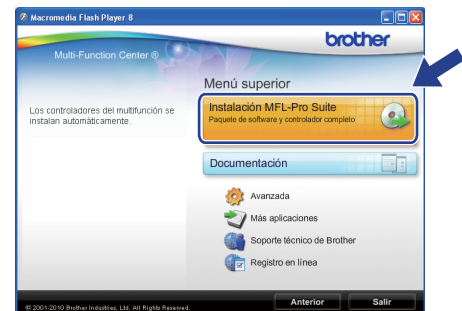 Macromedia Flash Player 8
brother
Multi-Function Center ®
Menú superior
Los controladores del multifunción se
instalan automáticamente.
Instalación MFL-Pro Suite
Paquete de software y controlador completo
Documentación
Avanzada
Más aplicaciones
Soporte técnico de Brother
Registro en línea
© 2001-2010 Brother Industries, Ltd. All Rights Reserved.
Anterior
Salir